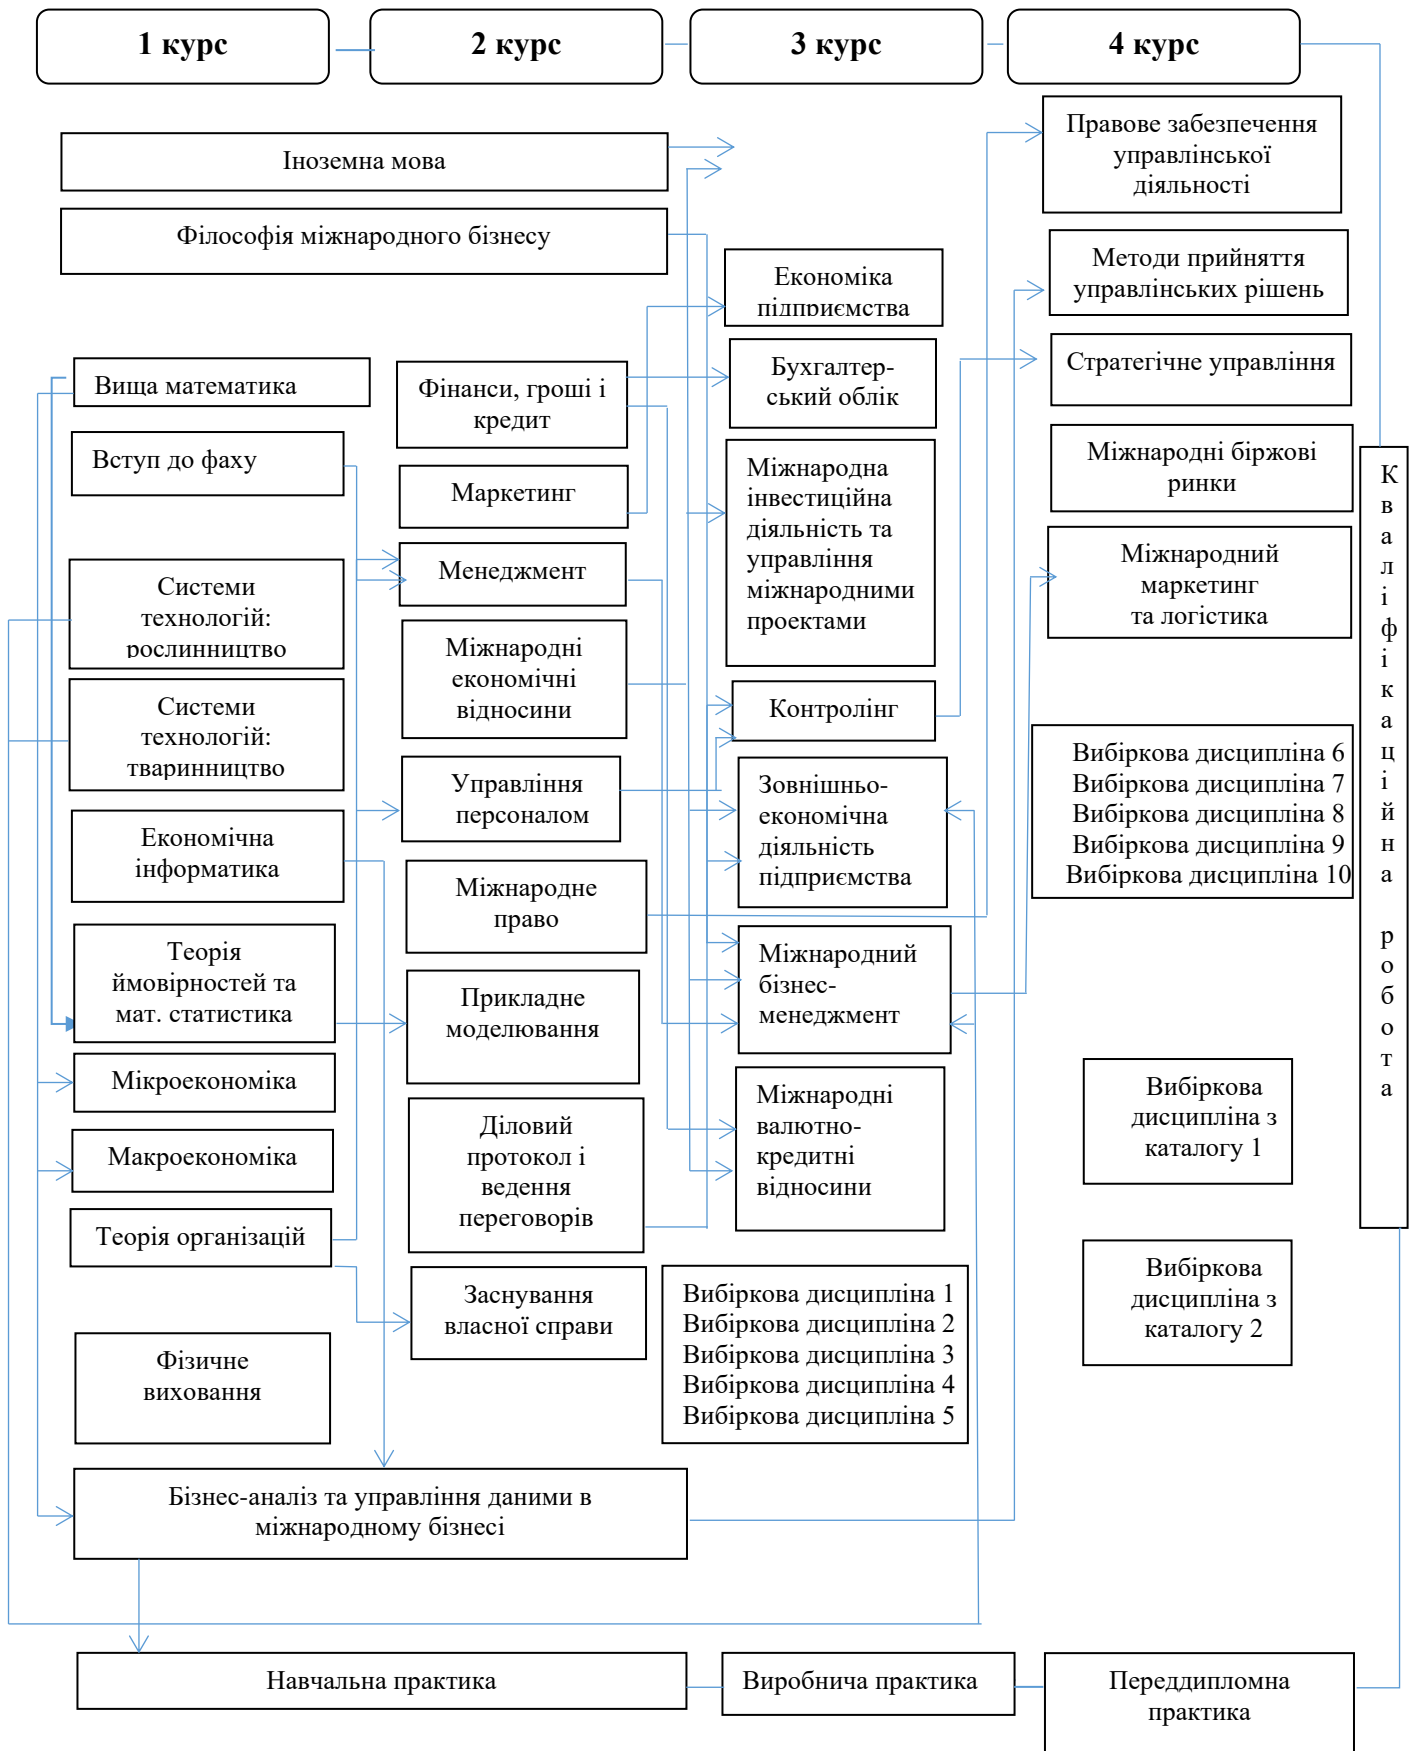 1 курс
2 курс
3 курс
4 курс
Іноземна мова
Філософія міжнародного бізнесу
Вища математика
Вступ до фаху
Системи
технологій:
рослинництво
Системи
технологій:
тваринництво
Економічна
інформатика
Теорія
ймовірностей та
мат. статистика
Мікроекономіка
Макроекономіка
Теорія організацій
Фізичне
виховання
Бізнес-аналіз та управління даними в
міжнародному бізнесі
Фінанси, гроші і
кредит
Маркетинг
Менеджмент
Міжнародні
економічні
відносини
Управління
персоналом
Міжнародне
право
Прикладне
моделювання
Діловий
протокол і
ведення
переговорів
Заснування
власної справи
Економіка
підприємства
Бухгалтер-
ський облік
Міжнародна
інвестиційна
діяльність та
управління
міжнародними
проектами
Контролінг
Зовнішньо-
економічна
діяльність
підприємства
Міжнародний
бізнес-
менеджмент
Міжнародні
валютно-
кредитні
відносини
Вибіркова дисципліна 1
Вибіркова дисципліна 2
Вибіркова дисципліна 3
Вибіркова дисципліна 4
Вибіркова дисципліна 5
Правове забезпечення
управлінської
діяльності
Методи прийняття
управлінських рішень
Стратегічне управління
Міжнародні біржові
ринки
Міжнародний
маркетинг
та логістика
Вибіркова дисципліна 6
Вибіркова дисципліна 7
Вибіркова дисципліна 8
Вибіркова дисципліна 9
Вибіркова дисципліна 10
Вибіркова
дисципліна з
каталогу 1
Вибіркова
дисципліна з
каталогу 2
Кваліфікаційна робота
Навчальна практика
Виробнича практика
Переддипломна
практика